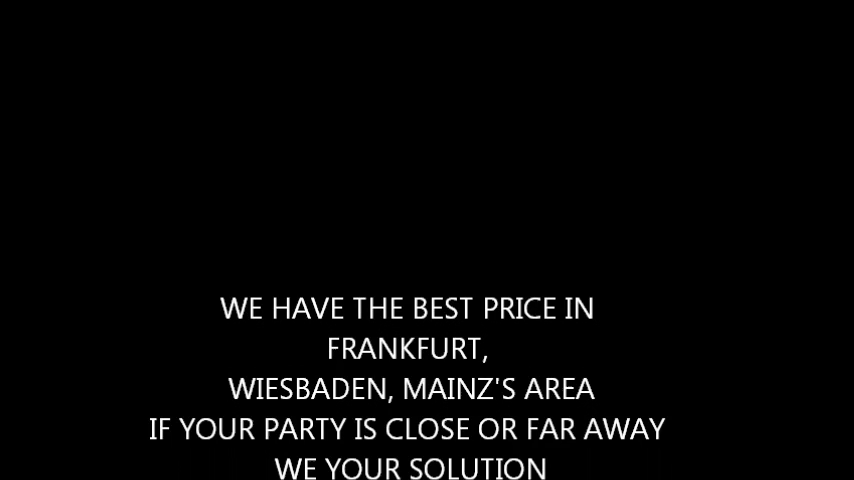 WE HAVE THE BEST PRICE IN
FRANKFURT,
WIESBADEN, MAINZ'S AREA
IF YOUR PARTY IS CLOSE OR FAR AWAY
WE YOUR SOLUTION